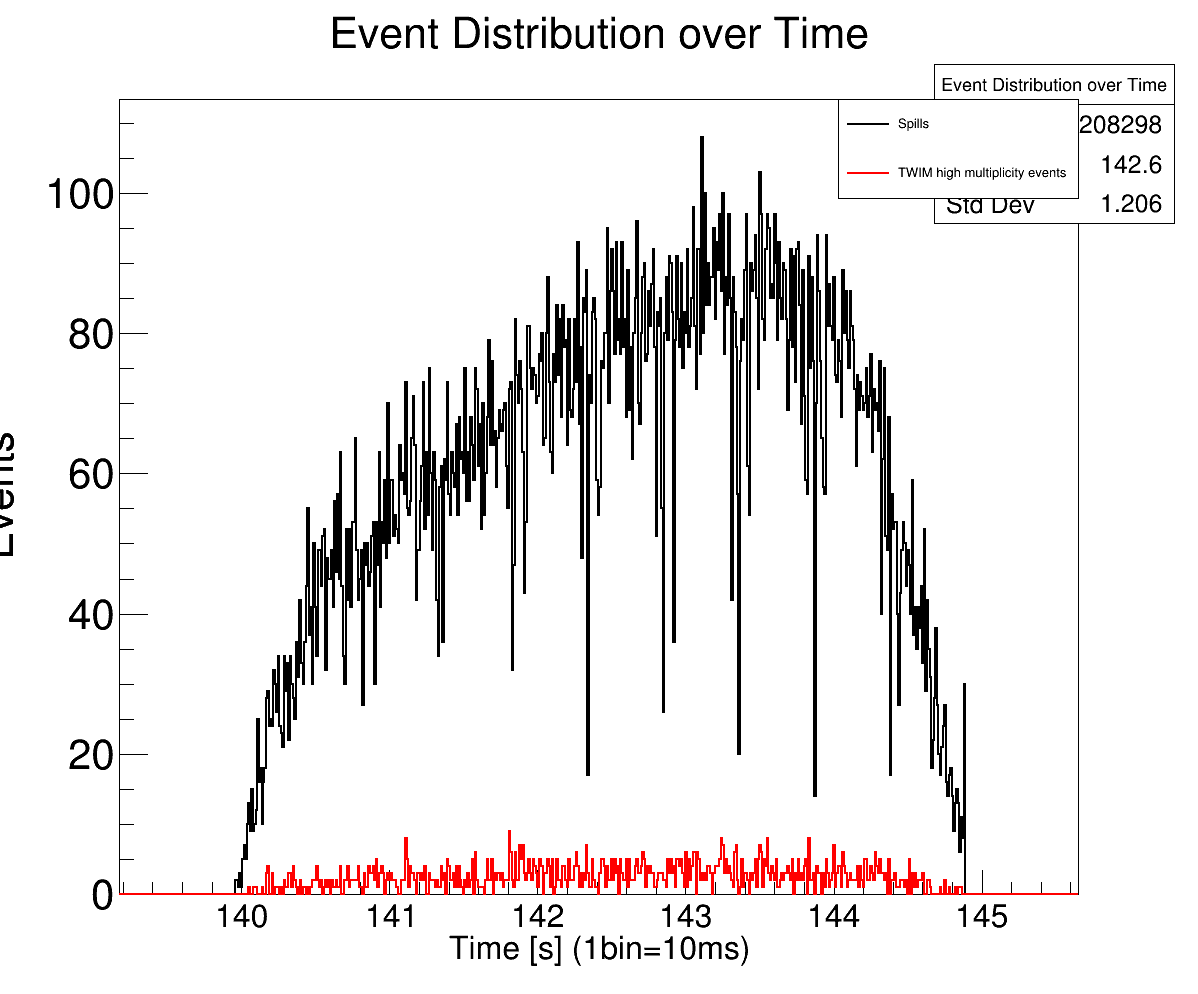 Event Distribution over Time
Event Distribution over Time
208298
142.6
Std Dev 1.206
Spills
TWIM high multiplicity events
Events
100
80
60
40
20
0
140 141 142 143 144 145
Time [s] (1bin=10ms)